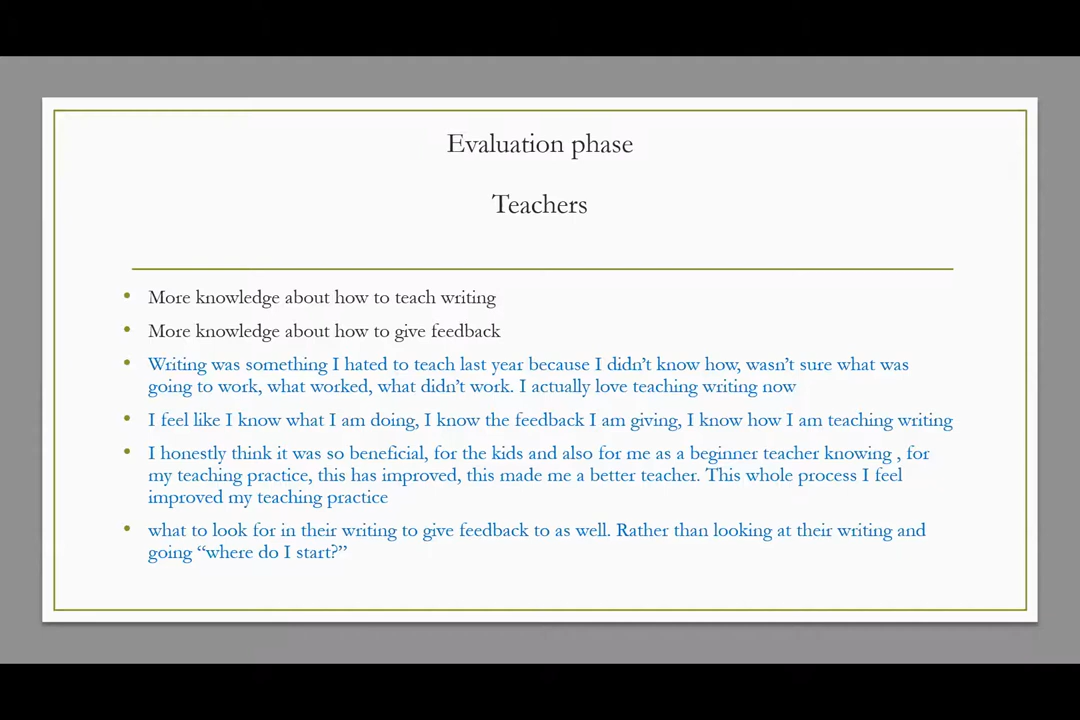 Evaluation phase
Teachers
• More knowledge about how to teach writing
• More knowledge about how to give feedback
• Writing was something I hated to teach last year because I didn’t know how, wasn’t sure what was
going to work, what worked, what didn’t work. I actually love teaching writing now
• I feel like I know what I am doing, I know the feedback I am giving, I know how I am teaching writing
• I honestly think it was so beneficial, for the kids and also for me as a beginner teacher knowing , for
my teaching practice, this has improved, this made me a better teacher. This whole process I feel
improved my teaching practice
• what to look for in their writing to give feedback to as well. Rather than looking at their writing and
going “where do I start?”